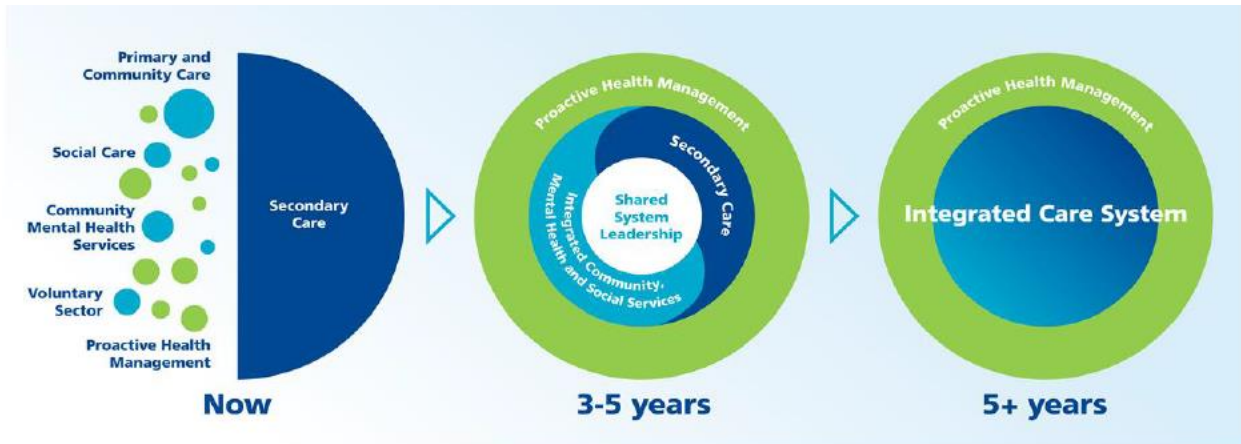 Primary and
Community Care
Social Care
Community
Mental Health
Services
Voluntary
Sector
Proactive Health
Management
Secondary
Care
Now
Proactive Health Management
Secondary Care
Integrated Community,
Mental Health and Social Services
Shared
System
Leadership
3-5 years
Proactive Health Management
Integrated Care System
5+ years